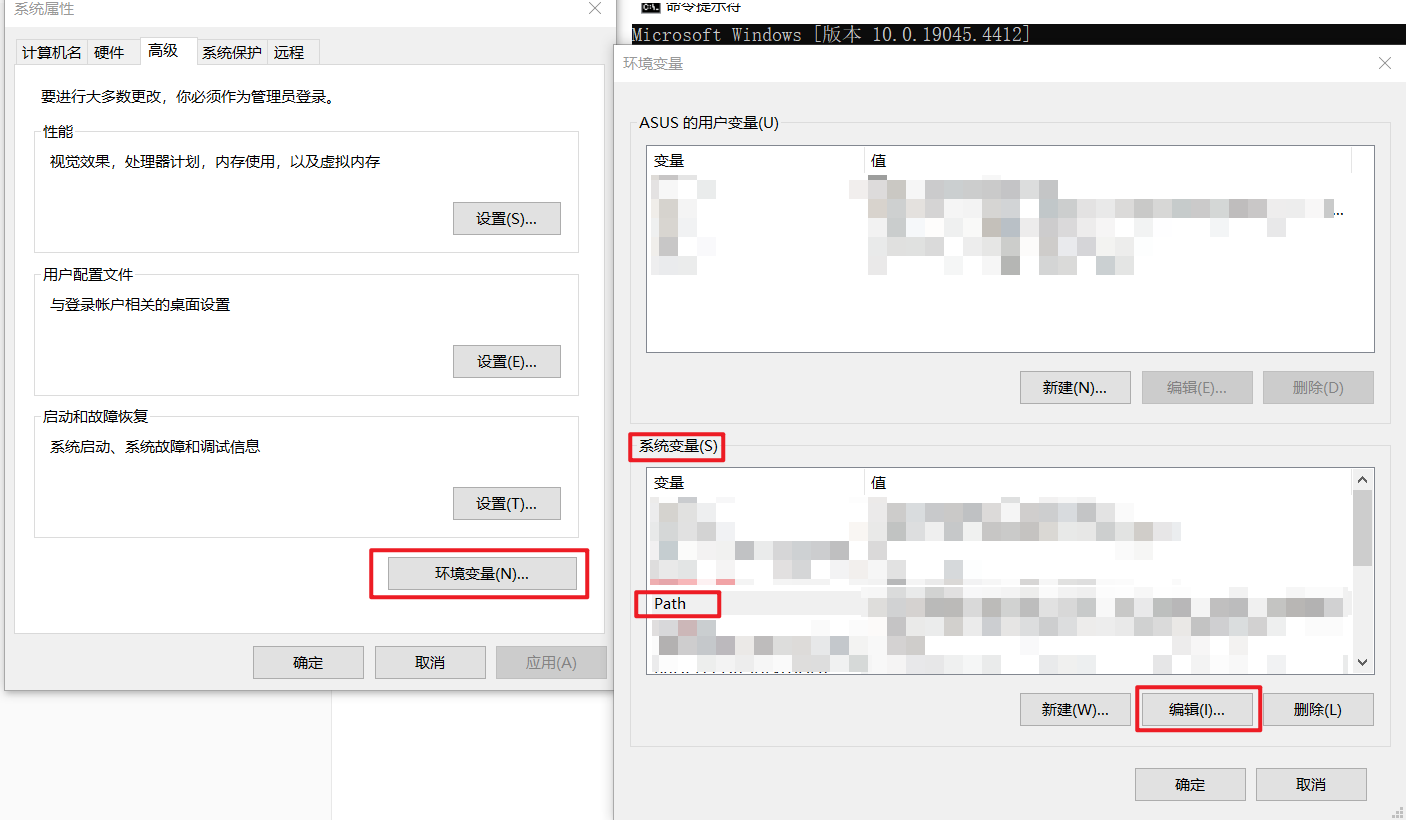 系统属性
计算机名 硬件 高级 系统保护 远程
要进行大多数更改，你必须作为管理员登录。
性能
视觉效果，处理器计划，内存使用，以及虚拟内存
设置(S)...
用户配置文件
与登录帐户相关的桌面设置
设置(E)...
启动和故障恢复
系统启动、系统故障和调试信息
设置(T)...
环境变量(N)...
确定 取消 应用(A)
命令提示符
Microsoft Windows [版本 10.0.19045.4412]
环境变量
ASUS 的用户变量(U)
变量 值
...
新建(N)... 编辑(E)... 删除(D)
系统变量(S)
变量 值
Path
新建(W)... 编辑(I)... 删除(L)
确定 取消